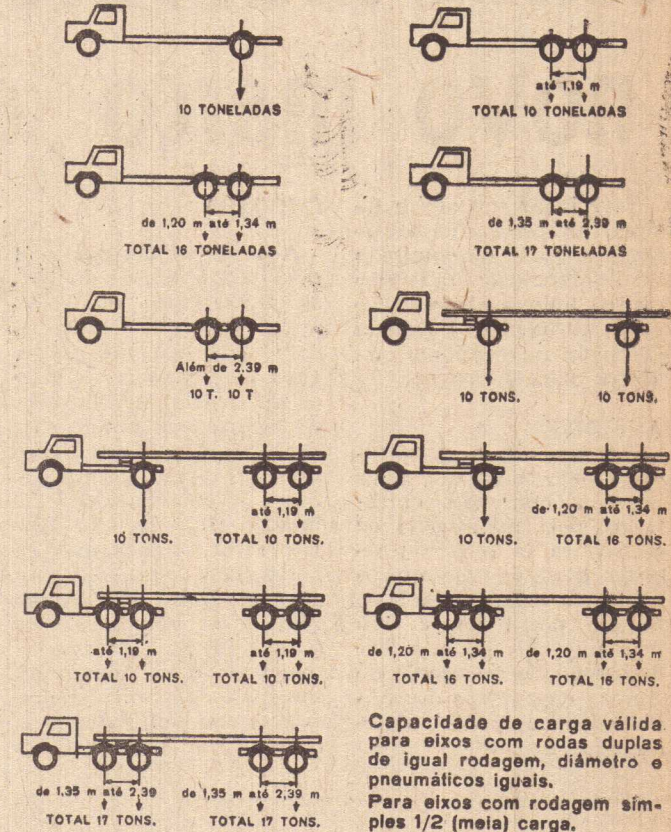 10 TONELADAS
até 1,19 m
TOTAL 10 TONELADAS
de 1,20 m até 1,34 m
TOTAL 16 TONELADAS
de 1,35 m até 2,39 m
TOTAL 17 TONELADAS
Além de 2,39 m
10 T. 10 T
10 TONS. 10 TONS.
até 1,19 m
10 TONS. TOTAL 10 TONS.
de 1,20 m até 1,34 m
10 TONS. TOTAL 16 TONS.
até 1,19 m até 1,19 m
TOTAL 10 TONS. TOTAL 10 TONS.
de 1,20 m até 1,34 m de 1,20 m até 1,34 m
TOTAL 16 TONS. TOTAL 16 TONS.
de 1,35 m até 2,39 de 1,35 m até 2,39 m
TOTAL 17 TONS. TOTAL 17 TONS.
Capacidade de carga válida
para eixos com rodas duplas
de igual rodagem, diâmetro e
pneumáticos iguais.
Para eixos com rodagem sim-
ples 1/2 (meia) carga.